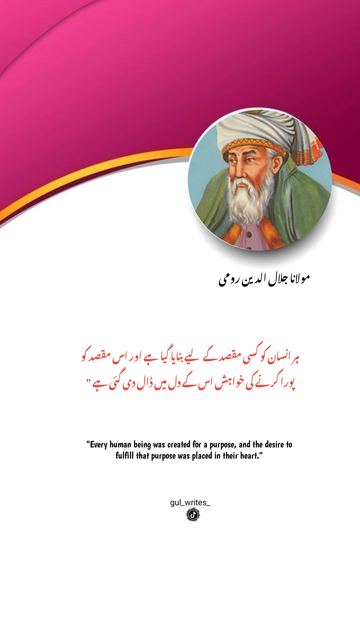 مولانا جلال الدین رومی
ہر انسان کو کسی مقصد کے لیے بنایا گیا ہے اور اس مقصد کو
پورا کرنے کی خواہش اس کے دل میں ڈال دی گئی ہے "
"Every human being was created for a purpose, and the desire to
fulfill that purpose was placed in their heart."
gul_writes_